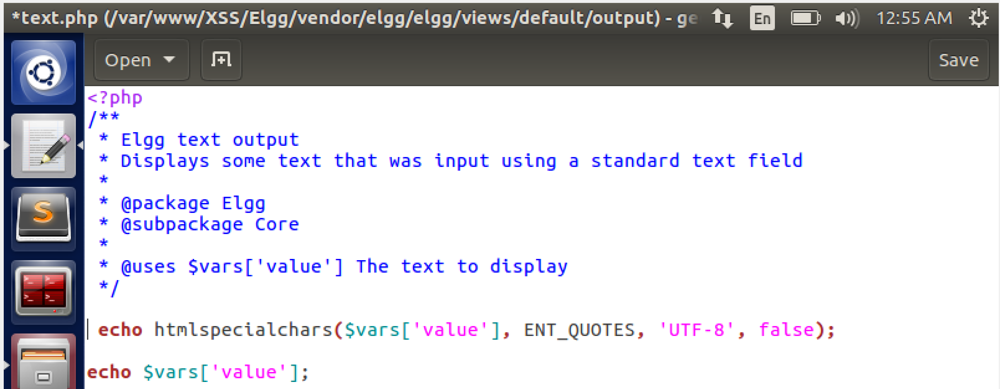 *text.php (/var/www/XSS/Elgg/vendor/elgg/elgg/views/default/output) - ge En 12:55 AM
Open Save
<?php
/**
 * Elgg text output
 * Displays some text that was input using a standard text field
 *
 * @package Elgg
 * @subpackage Core
 *
 * @uses $vars['value'] The text to display
 */
 echo htmlspecialchars($vars['value'], ENT_QUOTES, 'UTF-8', false);
echo $vars['value'];